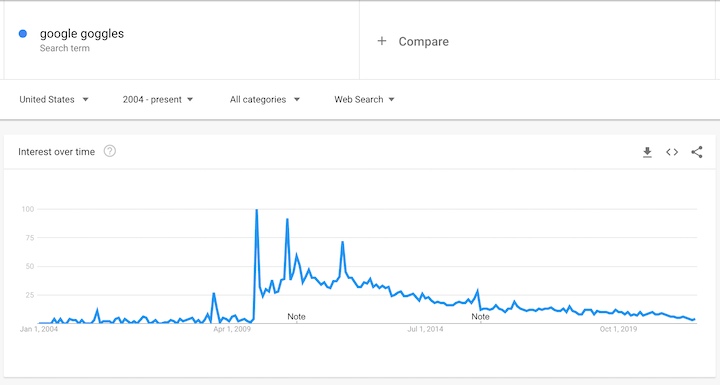 google goggles
Search term
+ Compare
United States
2004 - present
All categories
Web Search
Interest over time ?
100
75
50
25
Note
Note
Jan 1, 2004
Apr 1, 2009
Jul 1, 2014
Oct 1, 2019